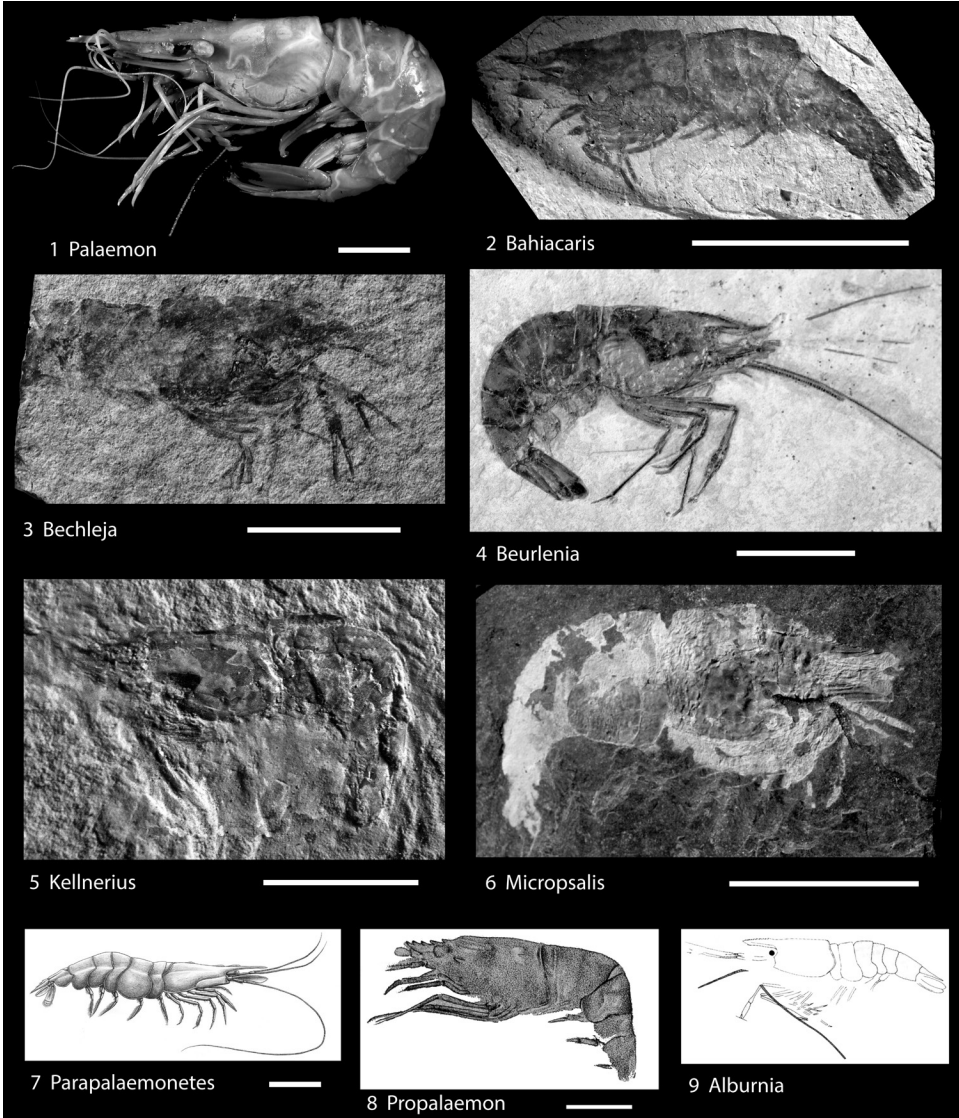 1 Palaemon
2 Bahiacaris
3 Bechleja
4 Beurlenia
5 Kellnerius
6 Micropsalis
7 Parapalaemonetes
8 Propalaemon
9 Alburnia